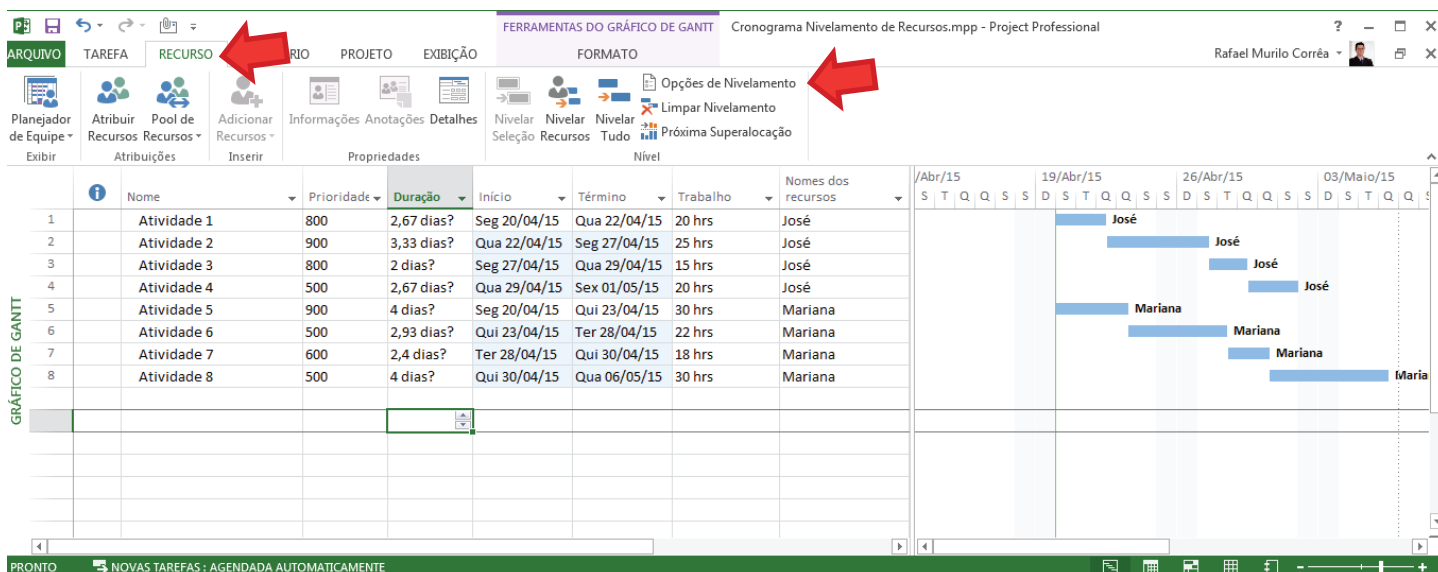 FERRAMENTAS DO GRÁFICO DE GANTT Cronograma Nivelamento de Recursos.mpp - Project Professional
ARQUIVO TAREFA RECURSO PROJETO EXIBIÇÃO FORMATO Rafael Murilo Corrêa
Planejador de Equipe
Atribuir Recursos
Pool de Recursos
Adicionar Recursos
Informações Anotações Detalhes
Nivelar Seleção
Nivelar Recursos
Nivelar Tudo
Opções de Nivelamento
Limpar Nivelamento
Próxima Superalocação
Exibir Atribuições Inserir Propriedades Nível
Nome Prioridade Duração Início Término Trabalho Nomes dos recursos
1 Atividade 1 800 2,67 dias? Seg 20/04/15 Qua 22/04/15 20 hrs José
2 Atividade 2 900 3,33 dias? Qua 22/04/15 Seg 27/04/15 25 hrs José
3 Atividade 3 800 2 dias? Seg 27/04/15 Qua 29/04/15 15 hrs José
4 Atividade 4 500 2,67 dias? Qua 29/04/15 Sex 01/05/15 20 hrs José
5 Atividade 5 900 4 dias? Seg 20/04/15 Qui 23/04/15 30 hrs Mariana
6 Atividade 6 500 2,93 dias? Qui 23/04/15 Ter 28/04/15 22 hrs Mariana
7 Atividade 7 600 2,4 dias? Ter 28/04/15 Qui 30/04/15 18 hrs Mariana
8 Atividade 8 500 4 dias? Qui 30/04/15 Qua 06/05/15 30 hrs Mariana
/Abr/15 19/Abr/15 26/Abr/15 03/Maio/15
S T Q Q S S D S T Q Q S S D S T Q Q S S D S T Q Q
José
José
José
José
Mariana
Mariana
Mariana
Maria
GRÁFICO DE GANTT
PRONTO NOVAS TAREFAS : AGENDADA AUTOMATICAMENTE